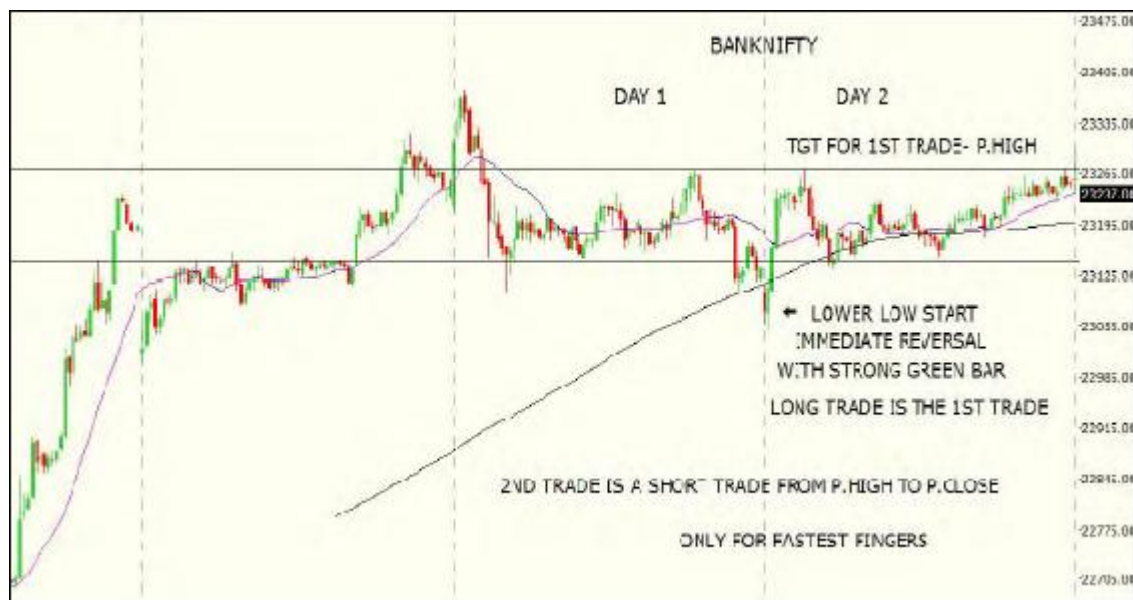 BANKNIFTY
DAY 1
DAY 2
TGT FOR 1ST TRADE- P.HIGH
LOWER LOW START
IMMEDIATE REVERSAL
WITH STRONG GREEN BAR
LONG TRADE IS THE 1ST TRADE
2ND TRADE IS A SHORT TRADE FROM P.HIGH TO P.CLOSE
ONLY FOR FASTEST FINGERS
23475.00
23405.00
23335.00
23265.00
23237.00
23195.00
23125.00
23055.00
22985.00
22915.00
22845.00
22775.00
22705.00